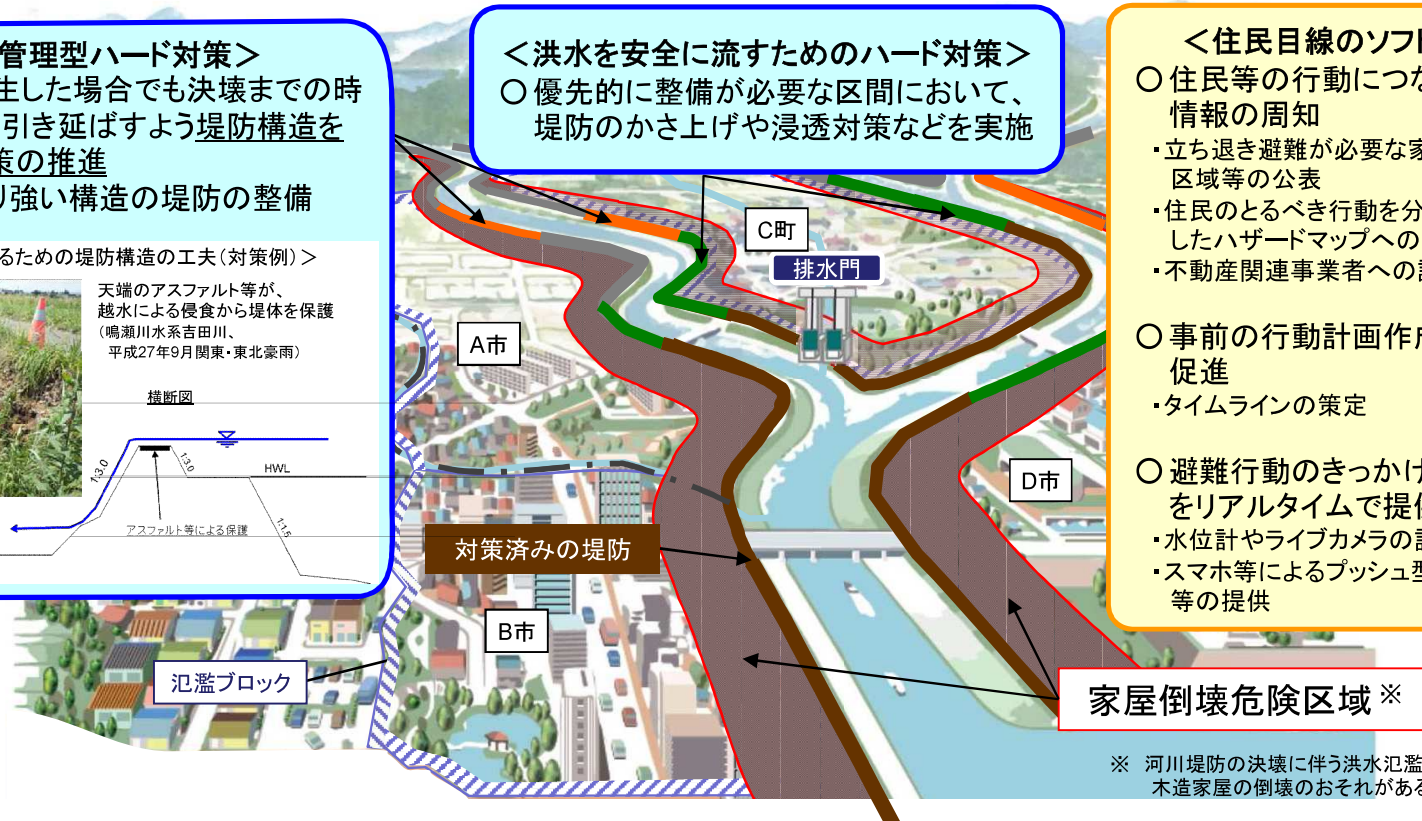 管理型ハード対策＞
生した場合でも決壊までの時
引き延ばすよう堤防構造を
策の推進
り強い構造の堤防の整備
るための堤防構造の工夫（対策例）＞
天端のアスファルト等が、
越水による侵食から堤体を保護
（鳴瀬川水系吉田川、
平成27年9月関東・東北豪雨）
横断図
1:3.0
1:3.0
HWL
1:1.5
アスファルト等による保護
＜洪水を安全に流すためのハード対策＞
○ 優先的に整備が必要な区間において、
堤防のかさ上げや浸透対策などを実施
＜住民目線のソフ
○ 住民等の行動につな
情報の周知
・立ち退き避難が必要な家
区域等の公表
・住民のとるべき行動を分
したハザードマップへの
・不動産関連事業者への
○ 事前の行動計画作
促進
・タイムラインの策定
○ 避難行動のきっかけ
をリアルタイムで提
・水位計やライブカメラの
・スマホ等によるプッシュ型
等の提供
C町
排水門
A市
D市
対策済みの堤防
B市
氾濫ブロック
家屋倒壊危険区域※
※ 河川堤防の決壊に伴う洪水氾濫
木造家屋の倒壊のおそれがある